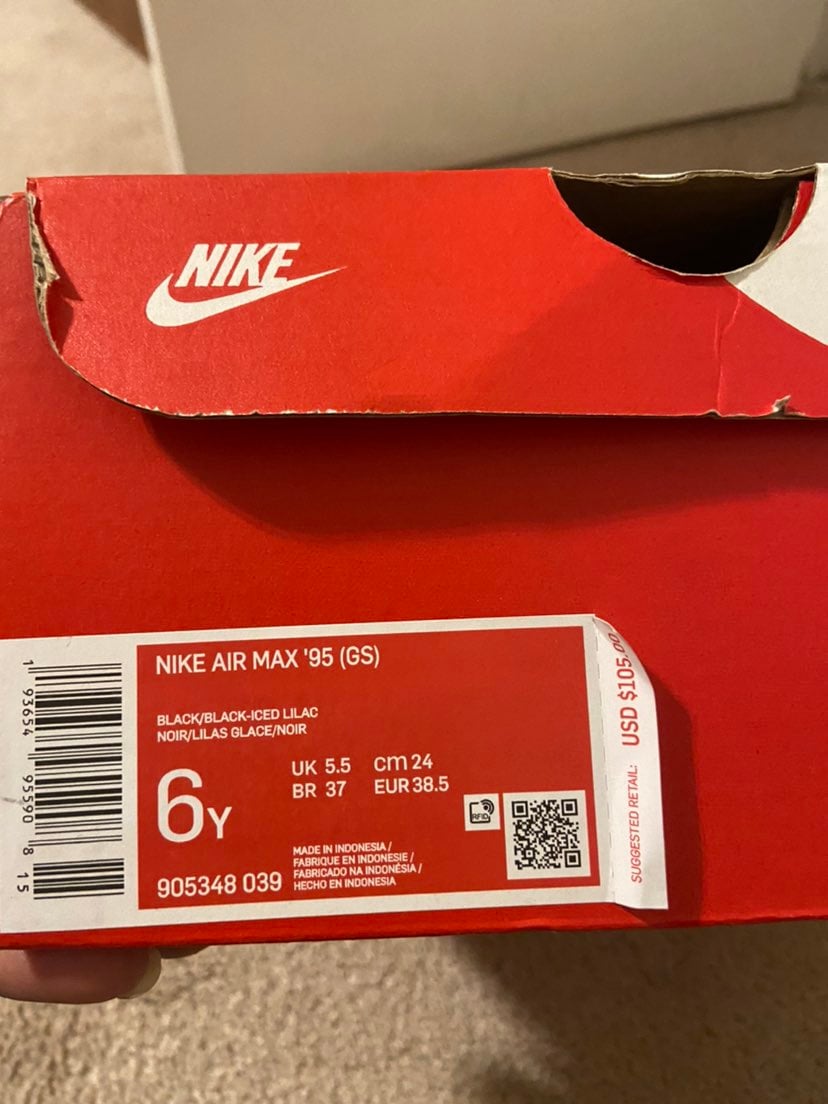 NIKE
NIKE AIR MAX '95 (GS)
BLACK/BLACK-ICED LILAC
NOIR/LILAS GLACE/NOIR
6Y
UK 5.5 cm 24
BR 37 EUR 38.5
RFID
905348 039
MADE IN INDONESIA /
FABRIQUE EN INDONESIE /
FABRICADO NA INDONÉSIA /
HECHO EN INDONESIA
1 93654 95590 8 15
SUGGESTED RETAIL: USD $105.00